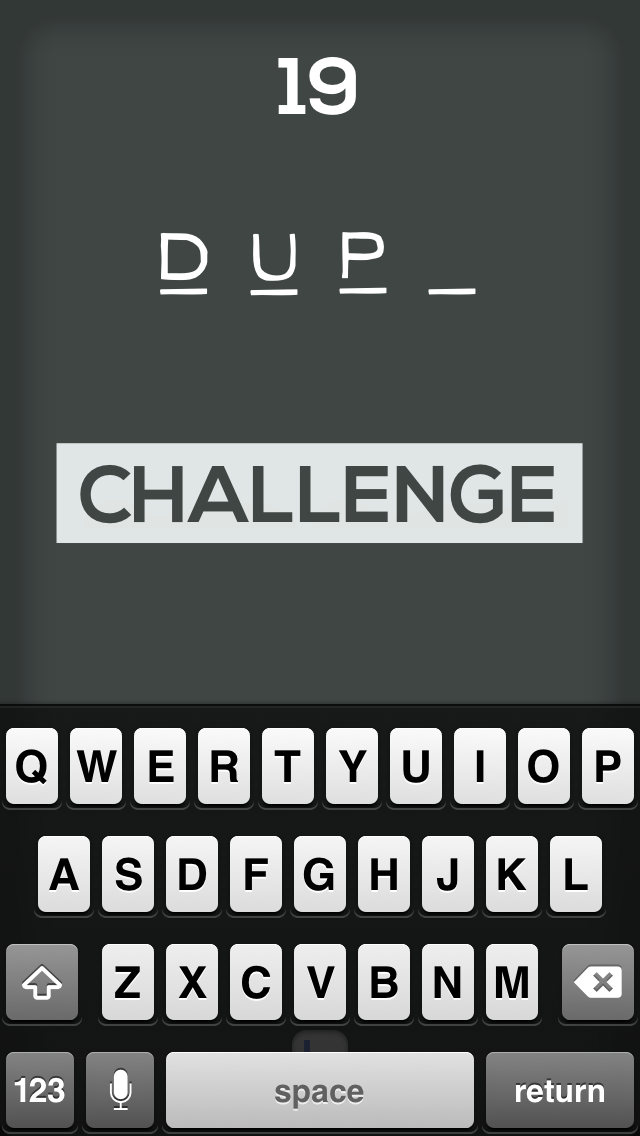 19
D U P _
CHALLENGE
Q W E R T Y U I O P
A S D F G H J K L
Z X C V B N M
123 space return